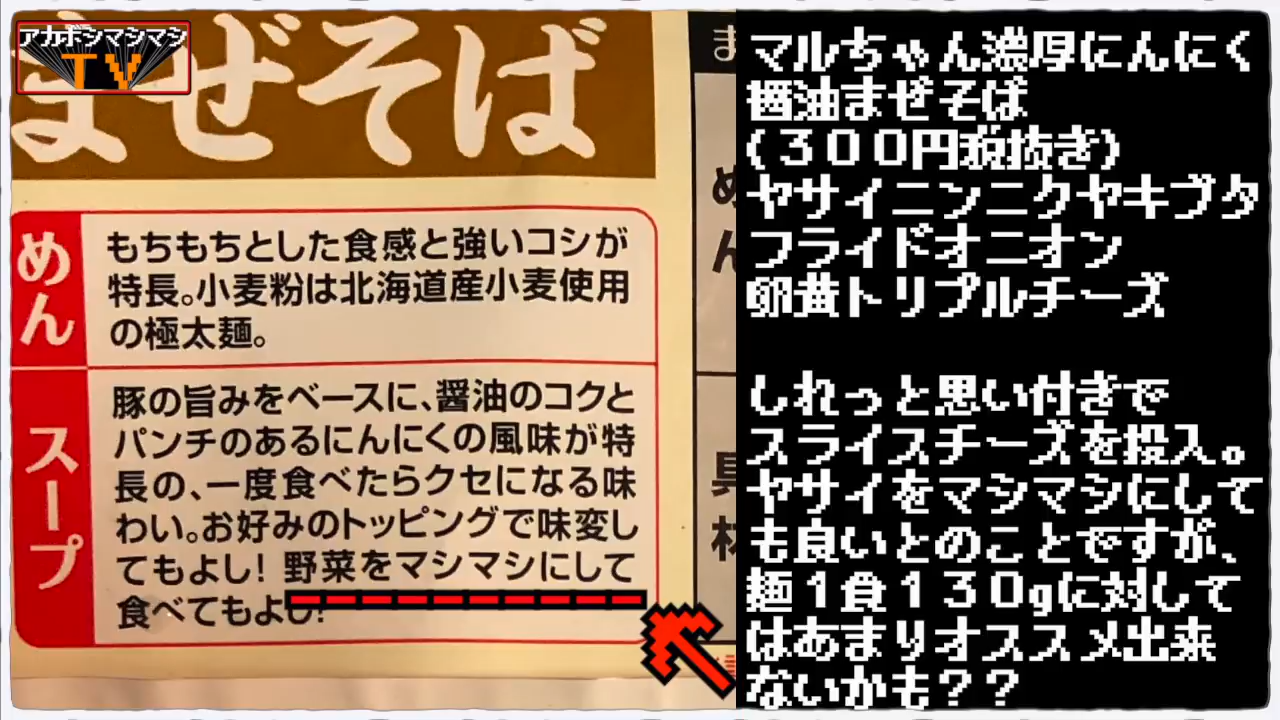 アカボシマシマシ
TV
まぜそば
めん
もちもちとした食感と強いコシが
特長。小麦粉は北海道産小麦使用
の極太麺。
スープ
豚の旨みをベースに、醤油のコクと
パンチのあるにんにくの風味が特
長の、一度食べたらクセになる味
わい。お好みのトッピングで味変し
てもよし！野菜をマシマシにして
食べてもよし！
ま
めん
具材
マルちゃん濃厚にんにく
醤油まぜそば
(３００円税抜き)
ヤサイニンニクヤキブタ
フライドオニオン
卵黄トリプルチーズ
しれっと思い付きで
スライスチーズを投入。
ヤサイをマシマシにして
も良いとのことですが、
麺１食１３０gに対して
はあまりオススメ出来
ないかも？？